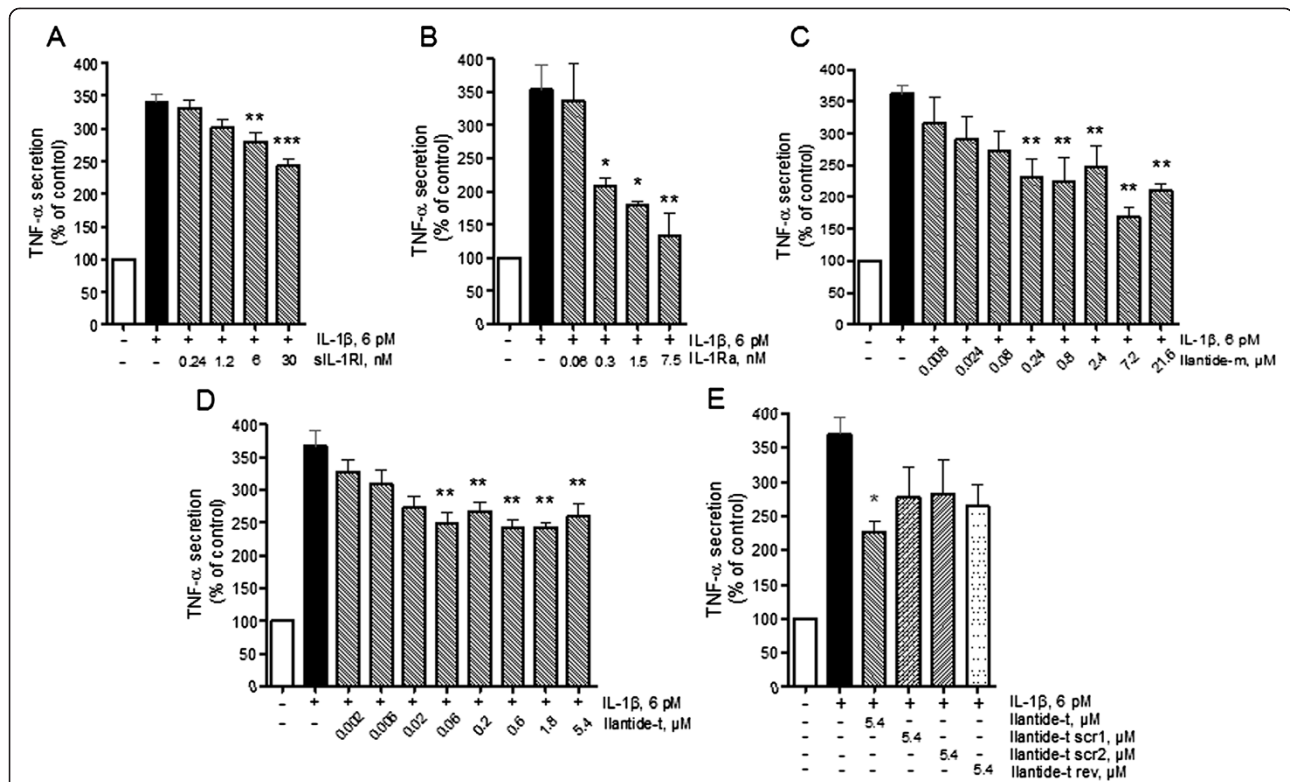 A
TNF-α secretion
(% of control)
400
350
300
250
200
150
100
50
0
** ***
- + + + + + IL-1β, 6 pM
- - 0.24 1.2 6 30 sIL-1RI, nM
B
TNF-α secretion
(% of control)
400
350
300
250
200
150
100
50
0
* * **
- + + + + + IL-1β, 6 pM
- - 0.06 0.3 1.5 7.5 IL-1Ra, nM
C
TNF-α secretion
(% of control)
400
350
300
250
200
150
100
50
0
** ** ** ** **
- + + + + + + + + + IL-1β, 6 pM
- - 0.008 0.024 0.08 0.24 0.8 2.4 7.2 21.6 Ilantide-m, µM
D
TNF-α secretion
(% of control)
400
350
300
250
200
150
100
50
0
** ** ** ** **
- + + + + + + + + + IL-1β, 6 pM
- - 0.002 0.006 0.02 0.06 0.2 0.6 1.8 5.4 Ilantide-t, µM
E
TNF-α secretion
(% of control)
400
350
300
250
200
150
100
50
0
*
- + + + + + IL-1β, 6 pM
- - 5.4 - - - Ilantide-t, µM
- - - 5.4 - - Ilantide-t scr1, µM
- - - - 5.4 - Ilantide-t scr2, µM
- - - - - 5.4 Ilantide-t rev, µM